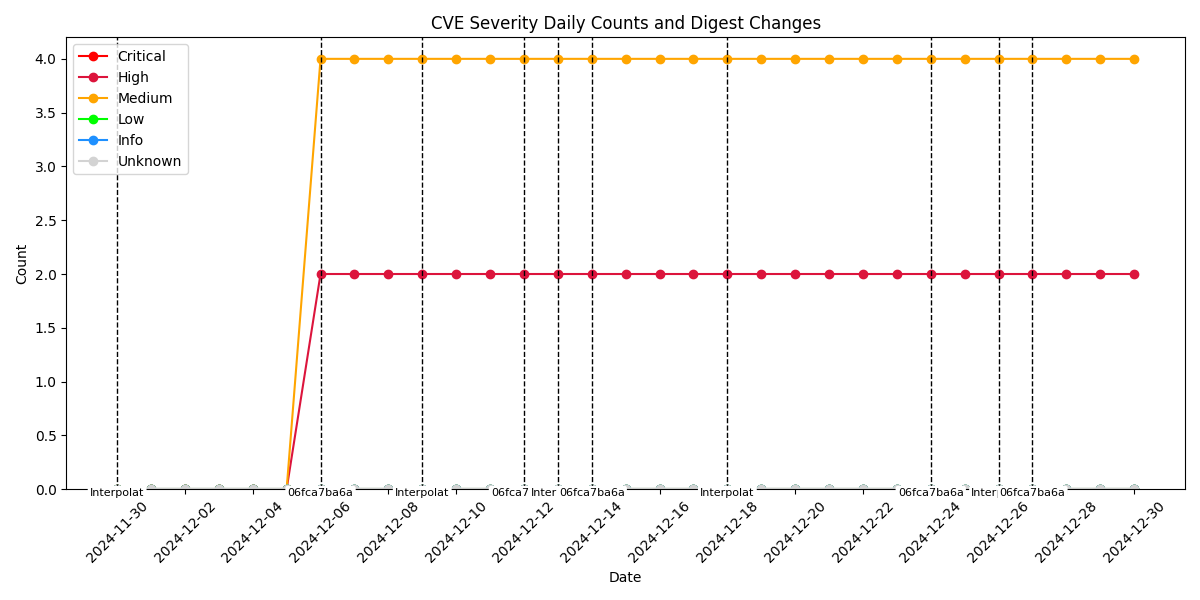 CVE Severity Daily Counts and Digest Changes
Critical
High
Medium
Low
Info
Unknown
Count
4.0
3.5
3.0
2.5
2.0
1.5
1.0
0.5
0.0
Interpolat
06fca7ba6a
Interpolat
06fca7
Inter
06fca7ba6a
Interpolat
06fca7ba6a
Inter
06fca7ba6a
2024-11-30
2024-12-02
2024-12-04
2024-12-06
2024-12-08
2024-12-10
2024-12-12
2024-12-14
2024-12-16
2024-12-18
2024-12-20
2024-12-22
2024-12-24
2024-12-26
2024-12-28
2024-12-30
Date